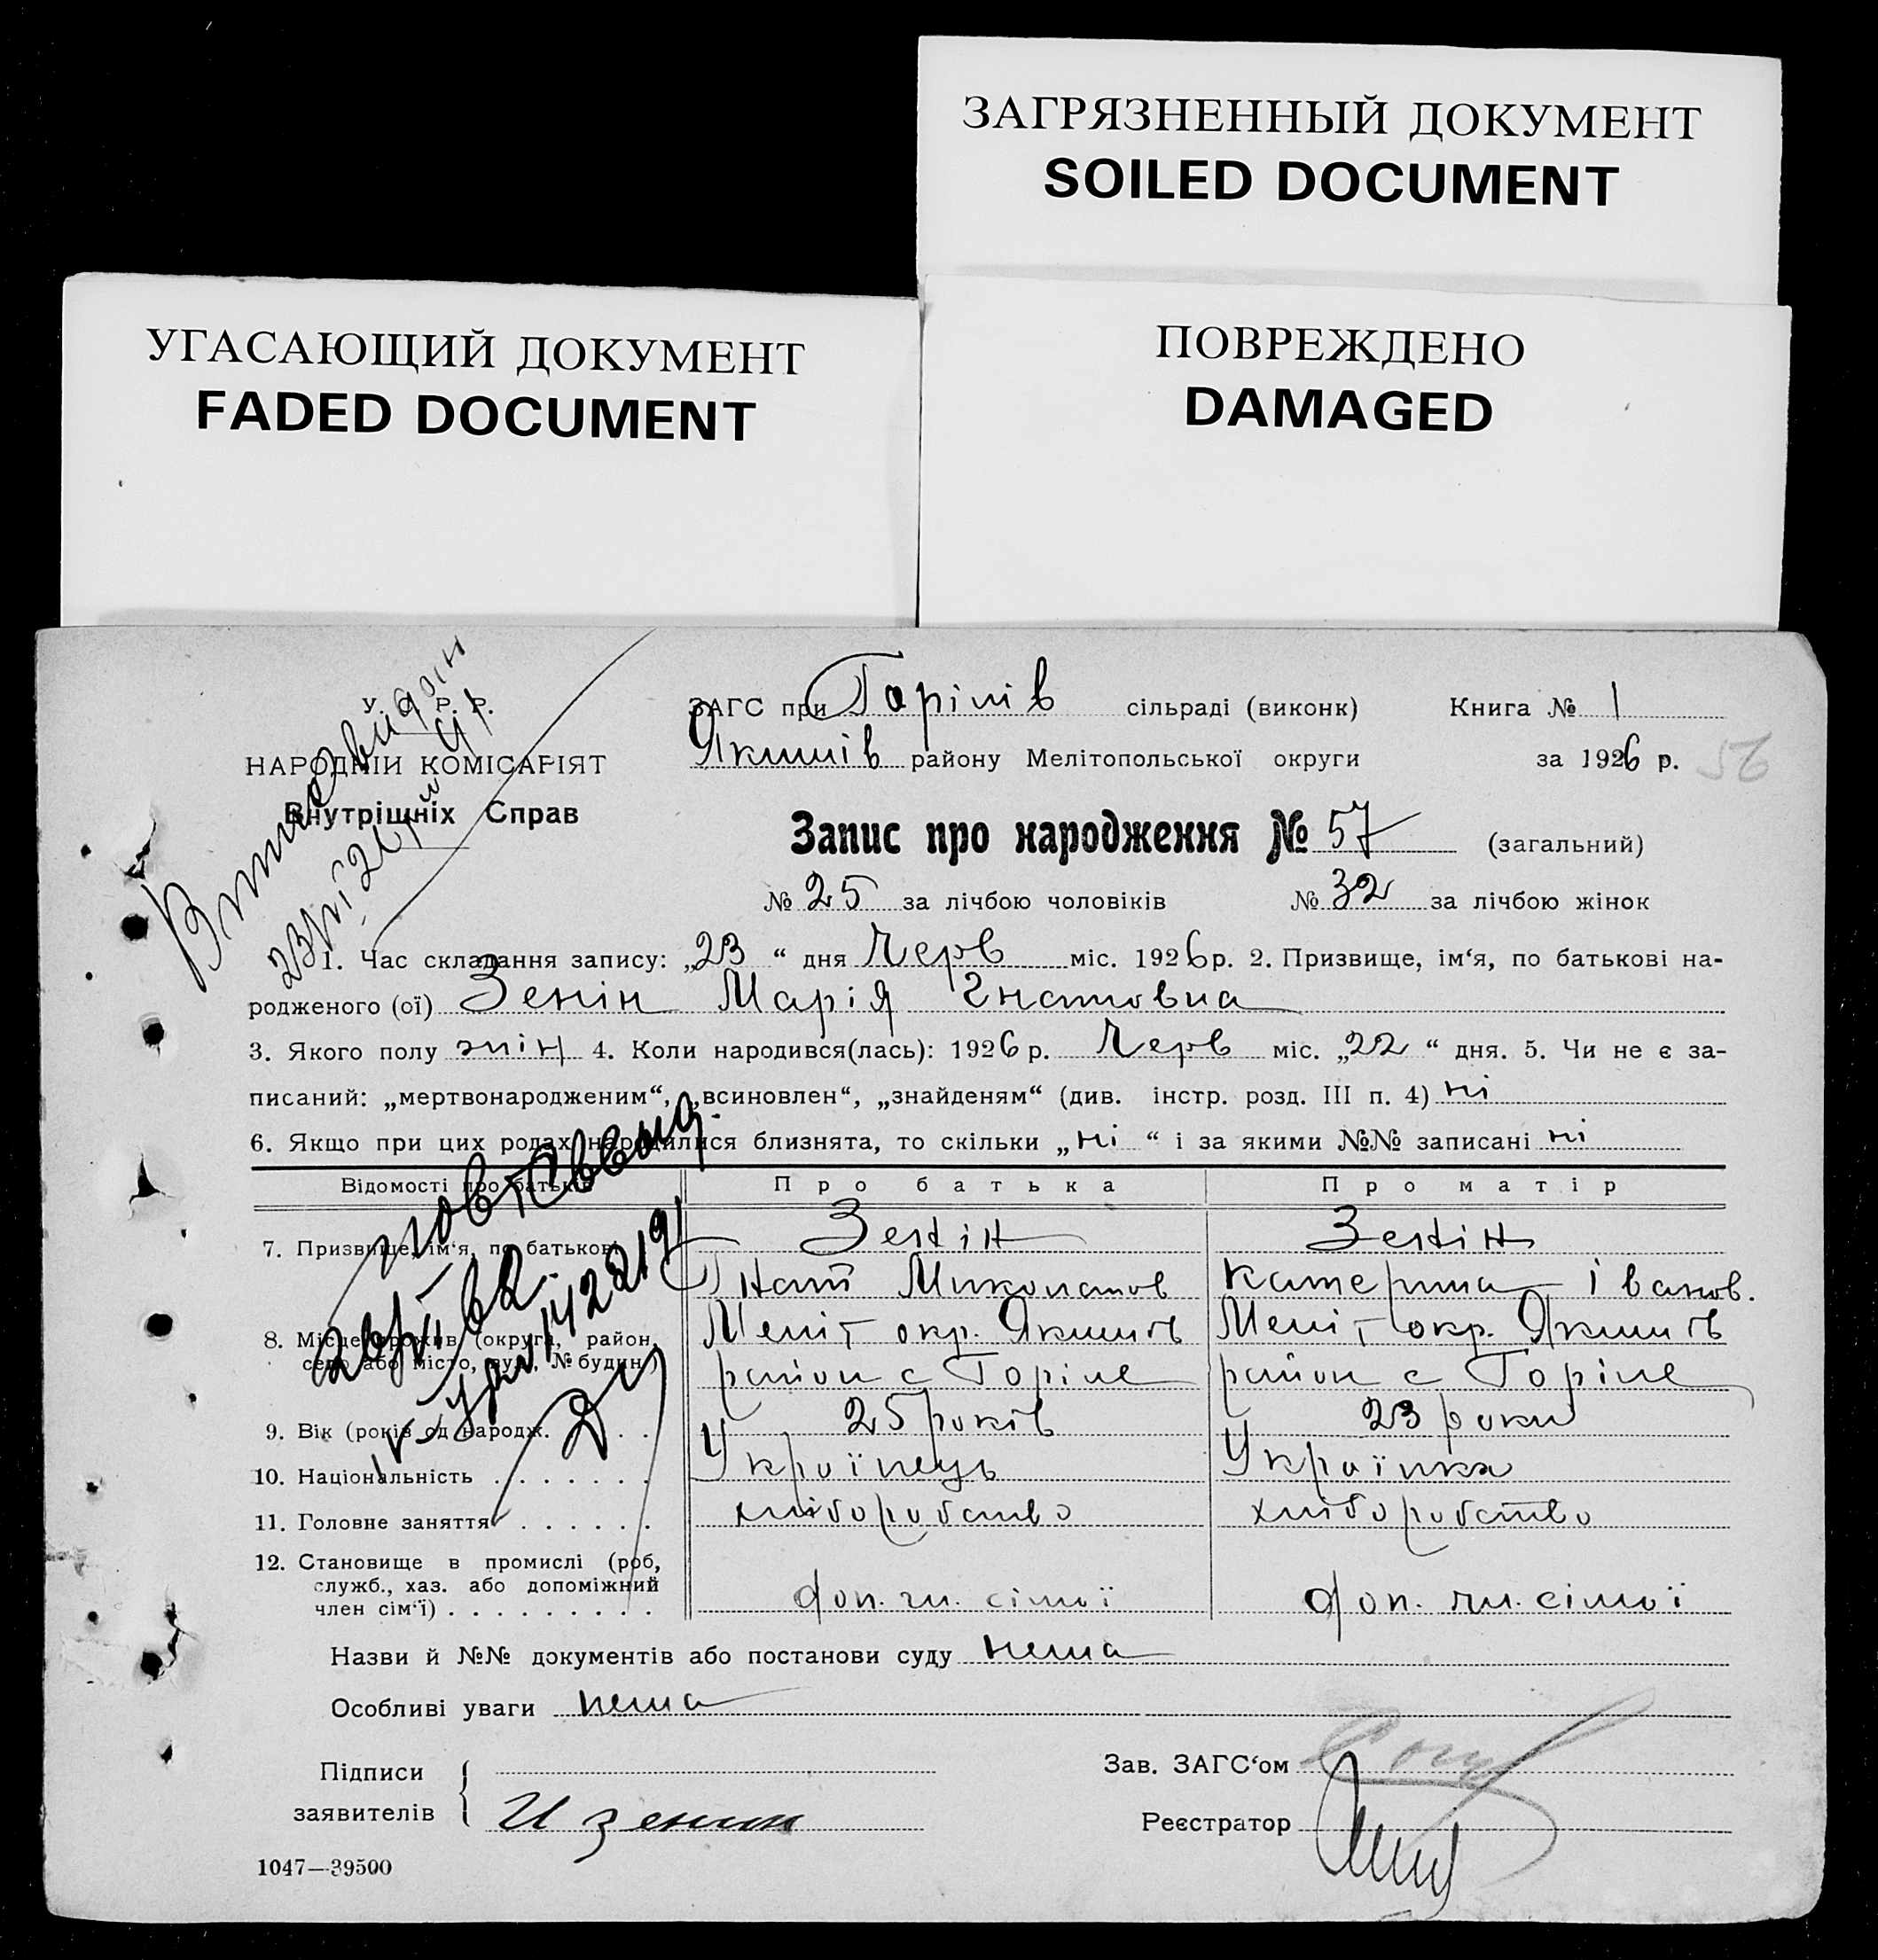 ЗАГРЯЗНЕННЫЙ ДОКУМЕНТ
SOILED DOCUMENT
УГАСАЮЩИЙ ДОКУМЕНТ
FADED DOCUMENT
ПОВРЕЖДЕНО
DAMAGED
У. С. Р. Р.
НАРОДНІЙ КОМІСАРІЯТ
Внутрішніх Справ
ЗАГС при Горілів сільраді (виконк) Книга № 1
Якимів району Мелітопольської округи за 1926 р. 56
Запис про народження № 57 (загальний)
№ 25 за лічбою чоловіків № 32 за лічбою жінок
1. Час складання запису: „23 “ дня Черв міс. 1926 р. 2. Призвище, ім‘я, по батькові на-
родженого (ої) Зенін Марія Гнатовна
3. Якого полу жін 4. Коли народився(лась): 1926 р. Черв міс. „22 “ дня. 5. Чи не є за-
писаний: „мертвонародженим“, „всиновлен“, „знайденям“ (див. інстр. розд. III п. 4) ні
6. Якщо при цих родах народилися близнята, то скільки „ні “ і за якими №№ записані ні
Відомості про батьків Про батька Про матір
7. Призвище, ім‘я, по батькові Зенін Зенін
Гнат Миколатов Катерина Іванов.
8. Місце прожив. (округа, район, Меліт окр. Якимів Меліт окр. Якимів
село або місто, вул., № будин.) район с Горіле район с Горіле
9. Вік (років од народж. 25 років 23 роки
10. Національність Україпець Українка
11. Головне заняття хліборобство хліборобство
12. Становище в промислі (роб,
служб., хаз. або допоміжний
член сім‘ї) доп. чл. сімої доп. чл. сімої
Назви й №№ документів або постанови суду нема
Особливі уваги нема
Підписи Зав. ЗАГС‘ом
заявителів И Зенин Реєстратор
1047—39500